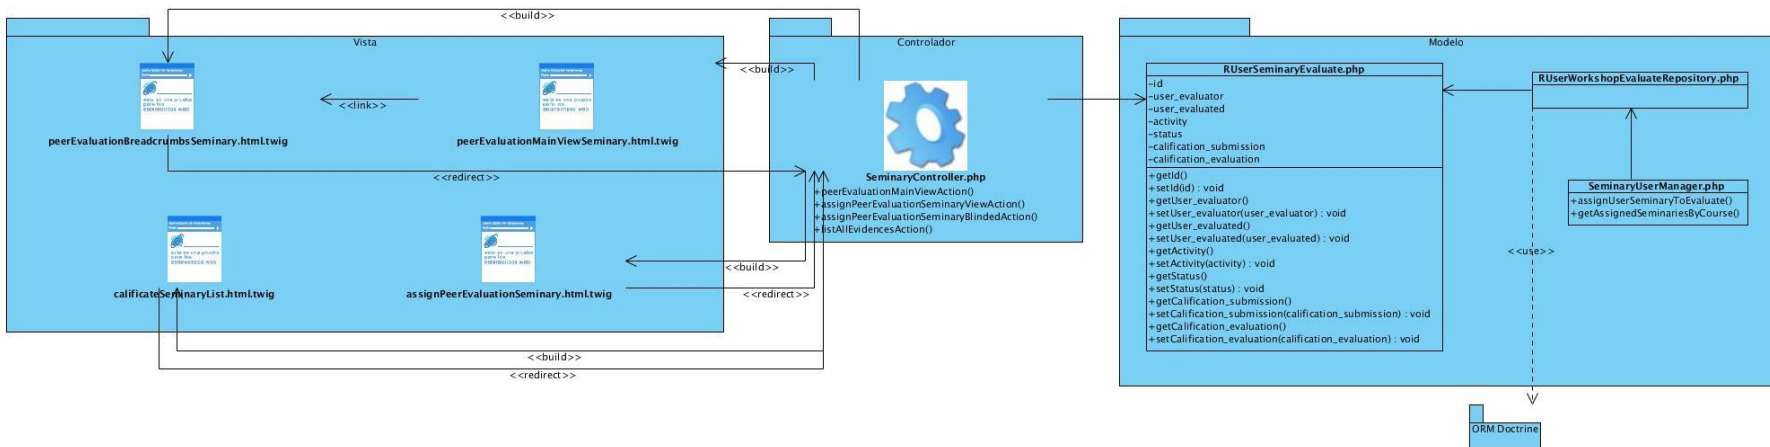 <<build>>
Vista
Controlador
Modelo
<<build>>
<<link>>
peerEvaluationBreadcrumbsSeminary.html.twig
peerEvaluationMainViewSeminary.html.twig
<<redirect>>
calificateSeminaryList.html.twig
assignPeerEvaluationSeminary.html.twig
<<build>>
<<redirect>>
<<build>>
<<redirect>>
SeminaryController.php
+peerEvaluationMainViewAction()
+assignPeerEvaluationSeminaryViewAction()
+assignPeerEvaluationSeminaryBlindedAction()
+listAllEvidencesAction()
RUserSeminaryEvaluate.php
-id
-user_evaluator
-user_evaluated
-activity
-status
-calification_submission
-calification_evaluation
+getId()
+setId(id) : void
+getUser_evaluator()
+setUser_evaluator(user_evaluator) : void
+getUser_evaluated()
+setUser_evaluated(user_evaluated) : void
+getActivity()
+setActivity(activity) : void
+getStatus()
+setStatus(status) : void
+getCalification_submission()
+setCalification_submission(calification_submission) : void
+getCalification_evaluation()
+setCalification_evaluation(calification_evaluation) : void
RUserWorkshopEvaluateRepository.php
SeminaryUserManager.php
+assignUserSeminaryToEvaluate()
+getAssignedSeminariesByCourse()
<<use>>
ORM Doctrine